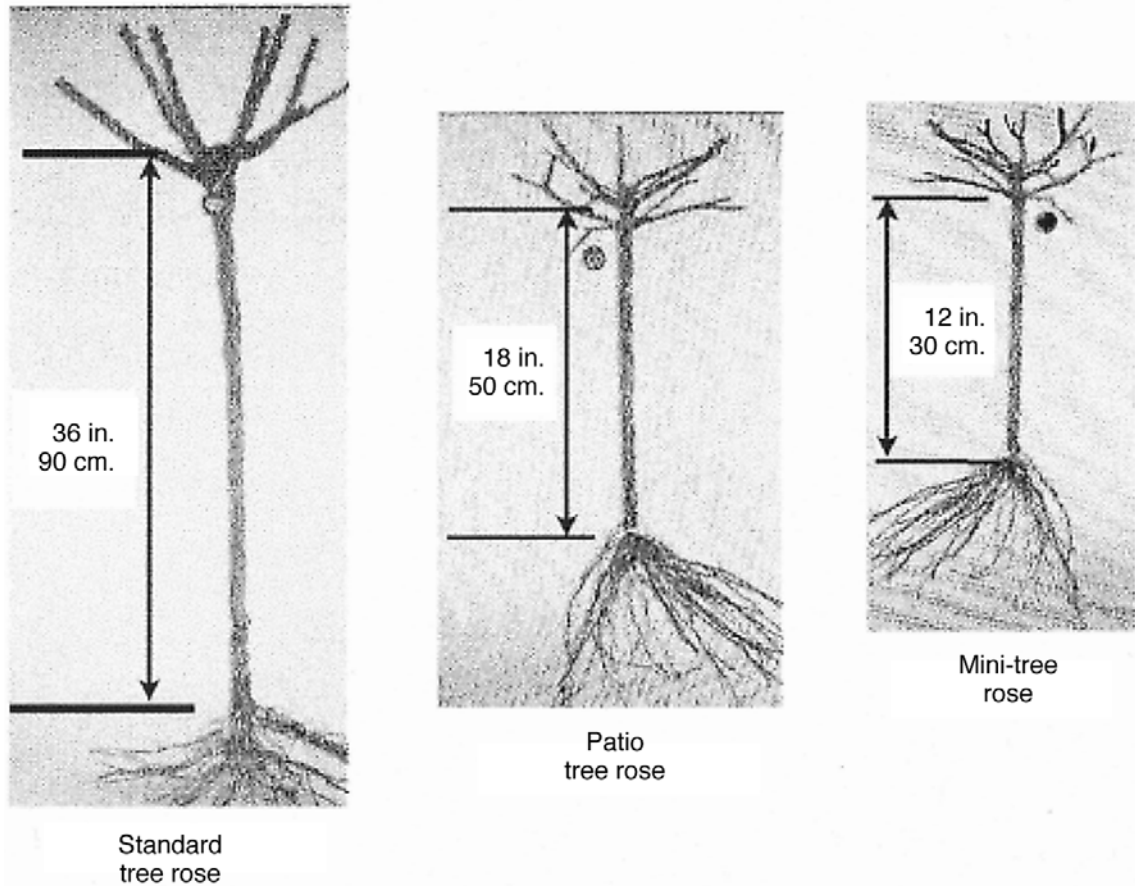 36 in.
90 cm.
Standard
tree rose
18 in.
50 cm.
Patio
tree rose
12 in.
30 cm.
Mini-tree
rose